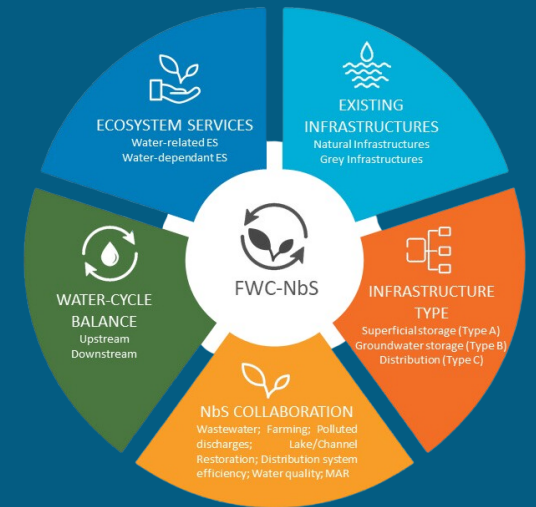 ECOSYSTEM SERVICES
Water-related ES
Water-dependant ES
EXISTING
INFRASTRUCTURES
Natural Infrastructures
Grey Infrastructures
WATER-CYCLE
BALANCE
Upstream
Downstream
FWC-NbS
INFRASTRUCTURE
TYPE
Superficial storage (Type A)
Groundwater storage (Type B)
Distribution (Type C)
NbS COLLABORATION
Wastewater; Farming; Polluted
discharges; Lake/Channel
Restoration; Distribution system
efficiency; Water quality; MAR